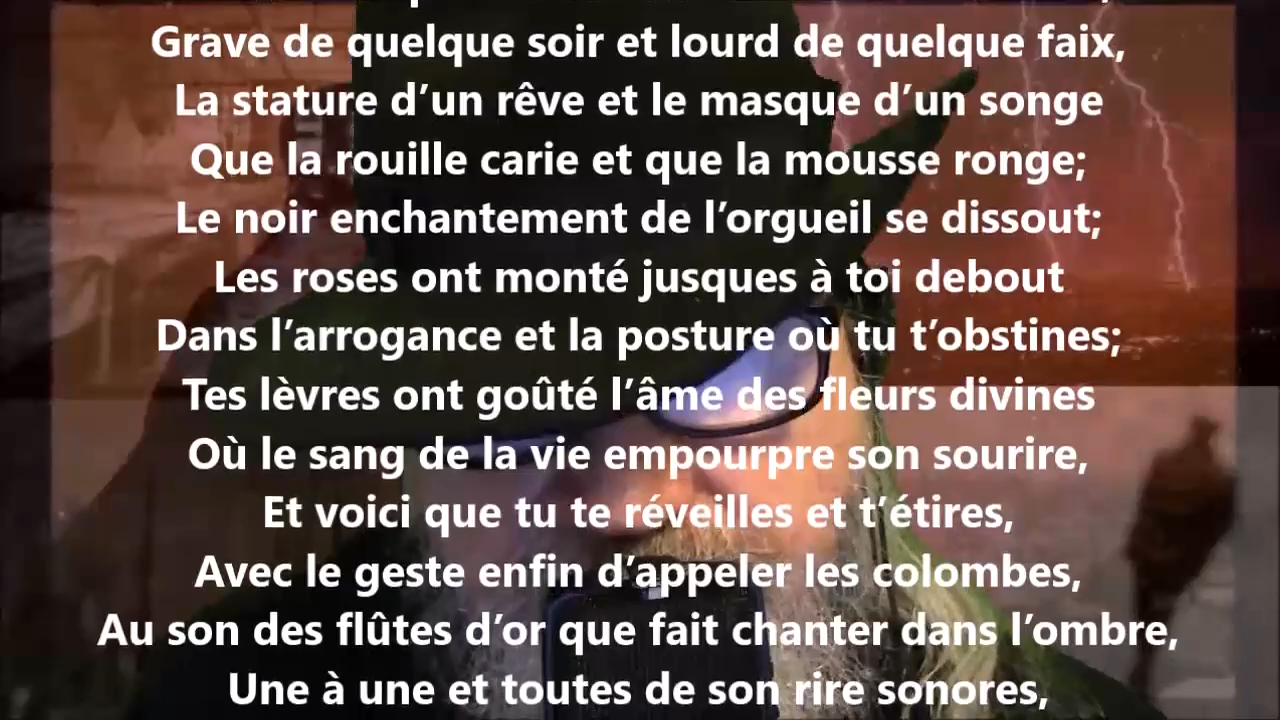 Grave de quelque soir et lourd de quelque faix,
La stature d’un rêve et le masque d’un songe
Que la rouille carie et que la mousse ronge;
Le noir enchantement de l’orgueil se dissout;
Les roses ont monté jusques à toi debout
Dans l’arrogance et la posture où tu t’obstines;
Tes lèvres ont goûté l’âme des fleurs divines
Où le sang de la vie empourpre son sourire,
Et voici que tu te réveilles et t’étires,
Avec le geste enfin d’appeler les colombes,
Au son des flûtes d’or que fait chanter dans l’ombre,
Une à une et toutes de son rire sonores,